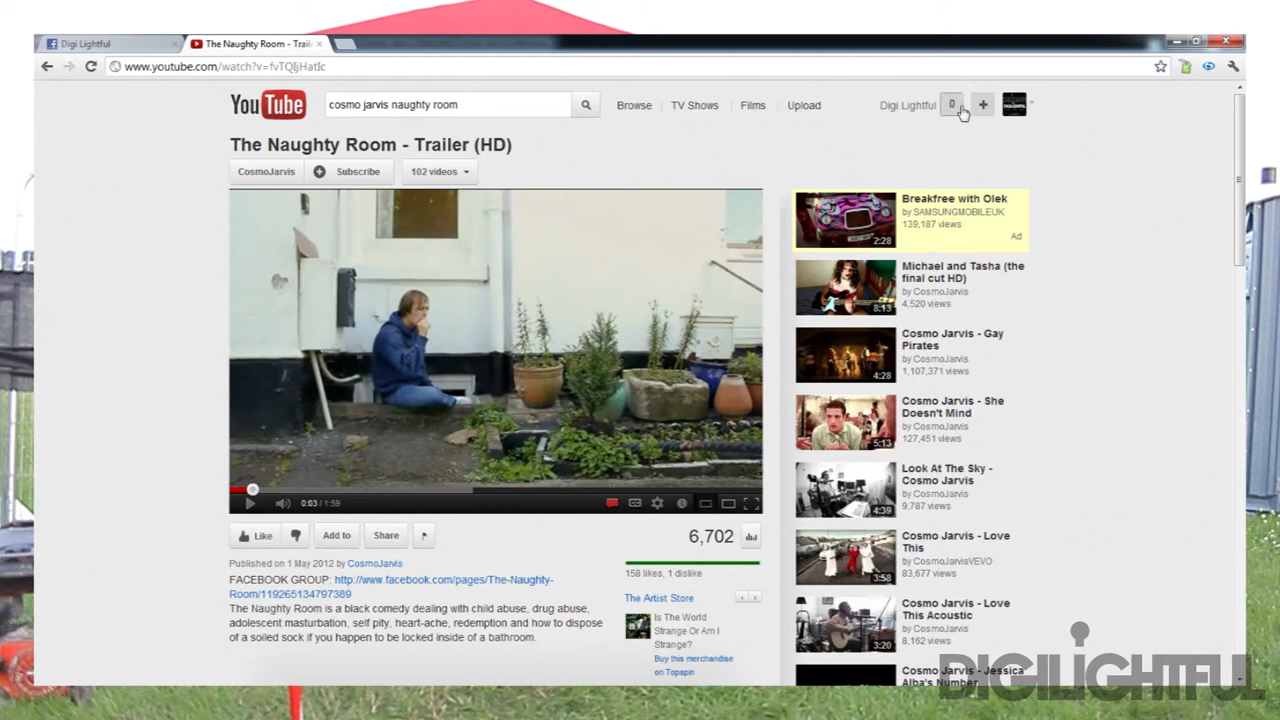 Digi Lightful
The Naughty Room - Trail
www.youtube.com/watch?v=fvTQIjHatIc
YouTube
cosmo jarvis naughty room
Browse
TV Shows
Films
Upload
Digi Lightful
0
+
The Naughty Room - Trailer (HD)
CosmoJarvis
Subscribe
102 videos
0:03 / 1:59
Like
Add to
Share
6,702
Published on 1 May 2012 by CosmoJarvis
158 likes, 1 dislike
FACEBOOK GROUP: http://www.facebook.com/pages/The-Naughty-
Room/119265134797389
The Naughty Room is a black comedy dealing with child abuse, drug abuse,
adolescent masturbation, self pity, heart-ache, redemption and how to dispose
of a soiled sock if you happen to be locked inside of a bathroom.
The Artist Store
Is The World
Strange Or Am I
Strange?
Buy this merchandise
on Topspin
Breakfree with Olek
by SAMSUNGMOBILEUK
139,187 views
Ad
2:28
Michael and Tasha (the
final cut HD)
by CosmoJarvis
4,520 views
8:13
Cosmo Jarvis - Gay
Pirates
by CosmoJarvis
1,107,371 views
4:28
Cosmo Jarvis - She
Doesn't Mind
by CosmoJarvis
127,451 views
5:13
Look At The Sky -
Cosmo Jarvis
by CosmoJarvis
9,787 views
4:39
Cosmo Jarvis - Love
This
by CosmoJarvisVEVO
83,677 views
3:58
Cosmo Jarvis - Love
This Acoustic
by CosmoJarvis
8,162 views
3:20
Cosmo Jarvis - Jessica
Alba's Number
DIGILIGHTFUL